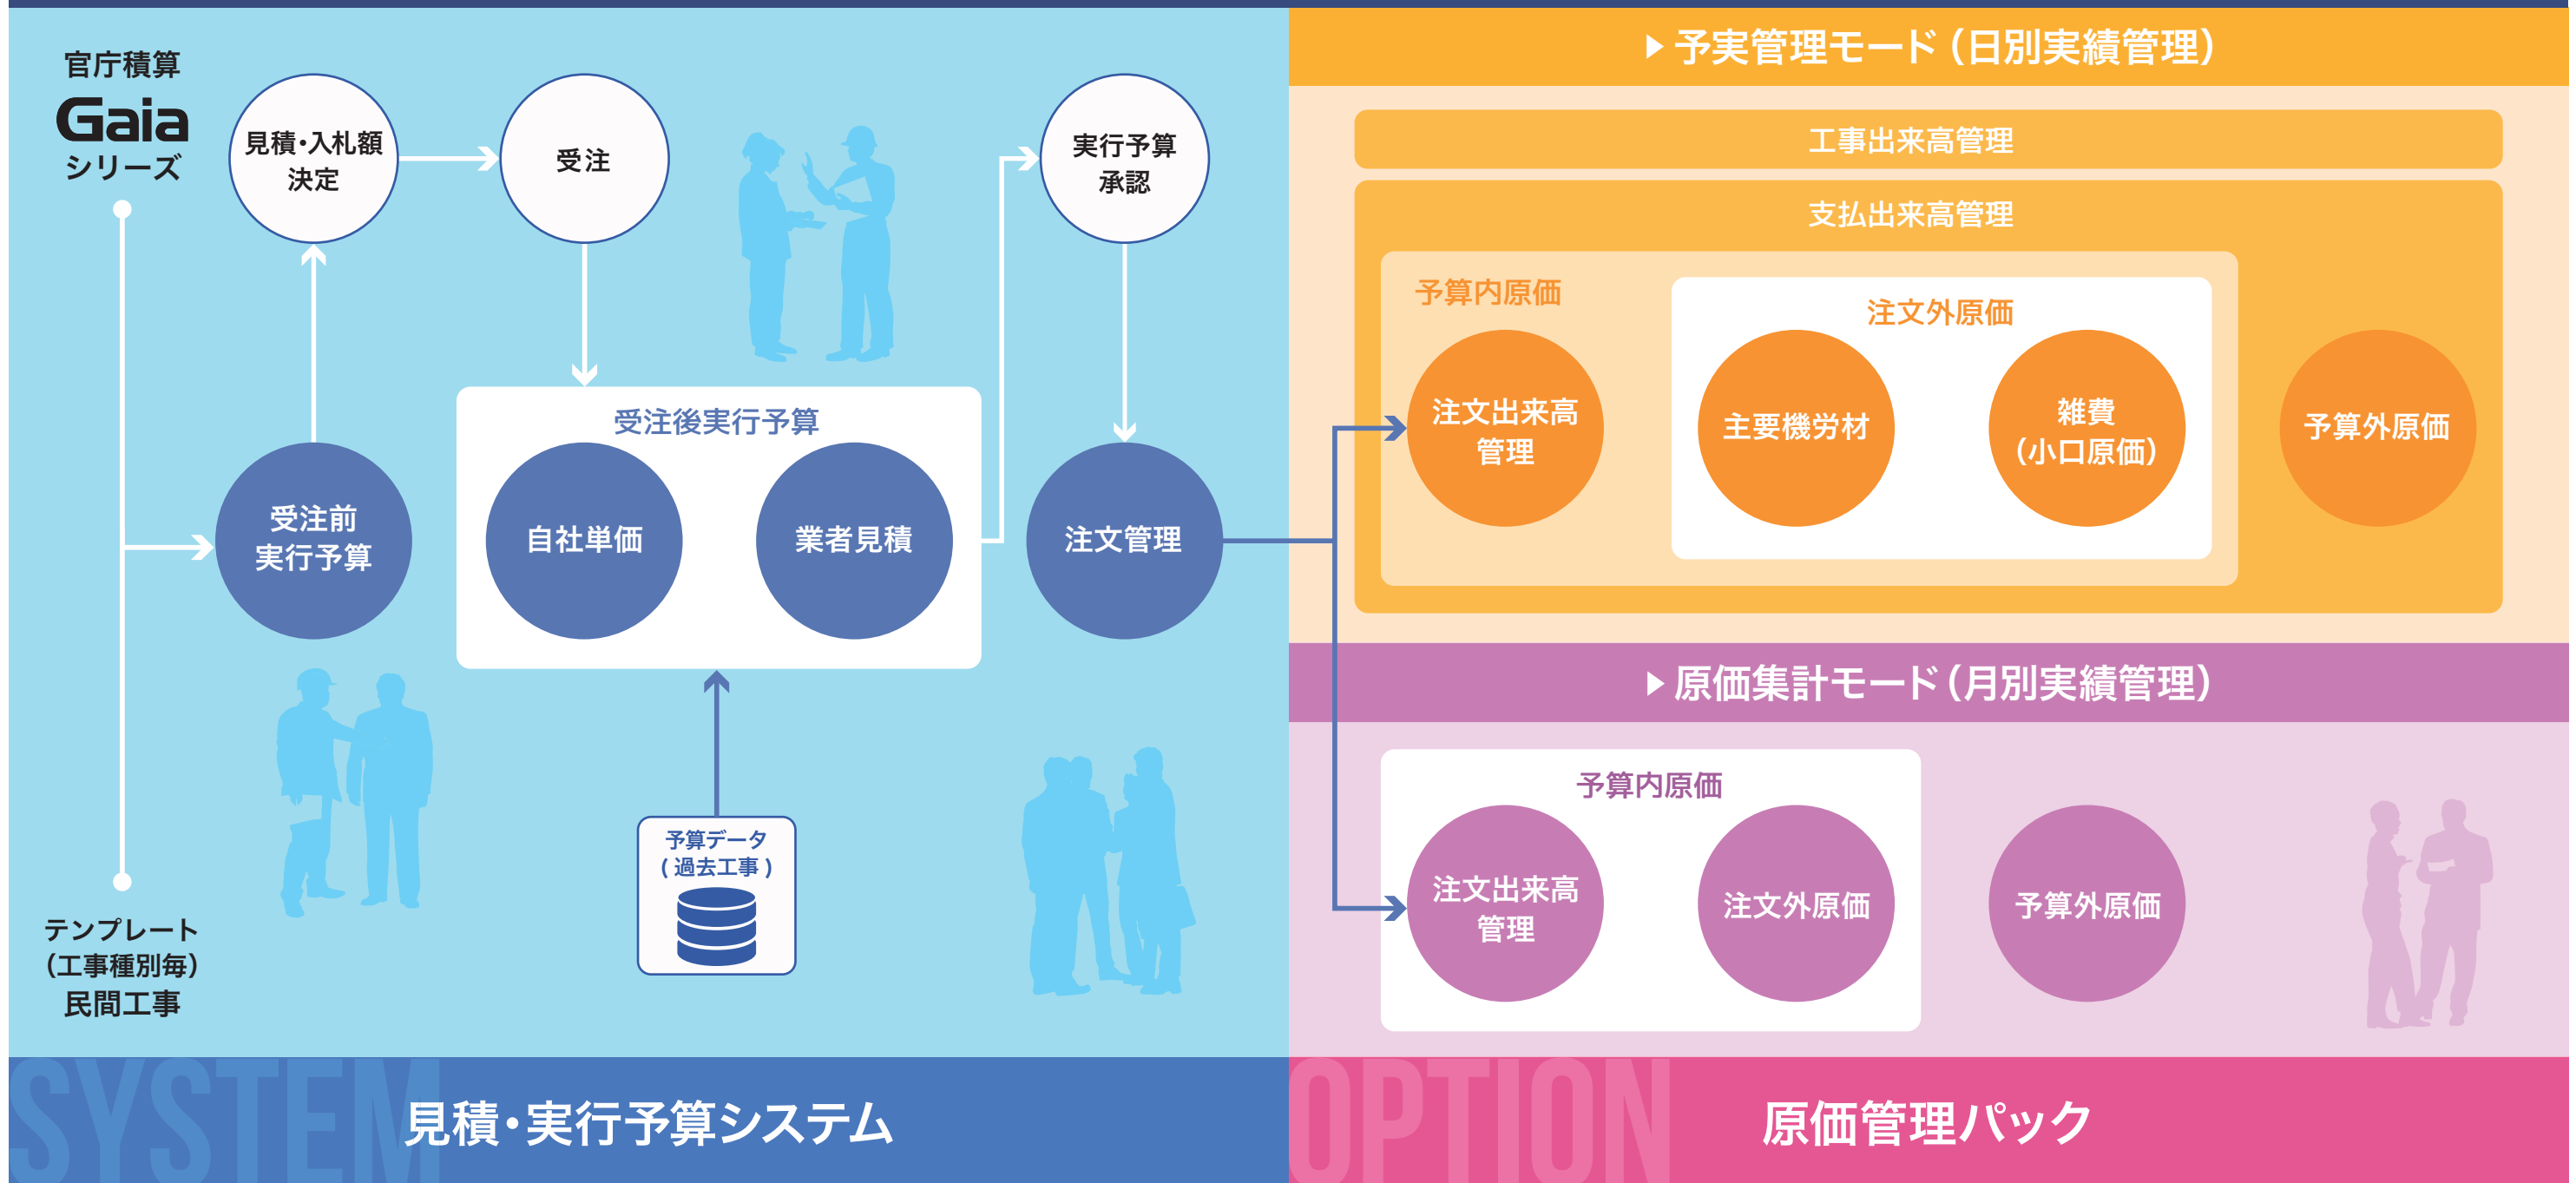 官庁積算
Gaia
シリーズ
見積・入札額
決定
受注
実行予算
承認
受注前
実行予算
受注後実行予算
自社単価
業者見積
注文管理
予算データ
(過去工事)
テンプレート
（工事種別毎）
民間工事
SYSTEM
見積・実行予算システム
▶予実管理モード（日別実績管理）
工事出来高管理
支払出来高管理
予算内原価
注文外原価
注文出来高
管理
主要機労材
雑費
（小口原価）
予算外原価
▶原価集計モード（月別実績管理）
予算内原価
注文出来高
管理
注文外原価
予算外原価
OPTION
原価管理パック